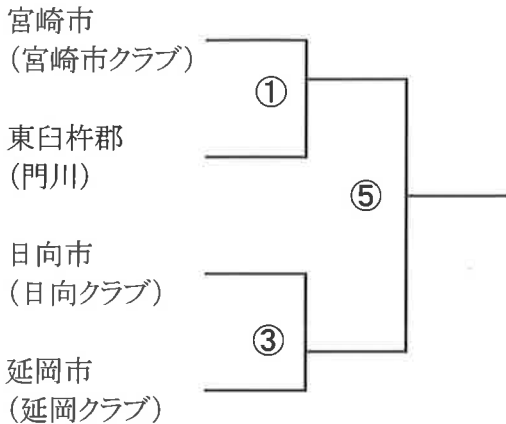 宮崎市
（宮崎市クラブ）
①
東臼杵郡
（門川）
⑤
日向市
（日向クラブ）
③
延岡市
（延岡クラブ）